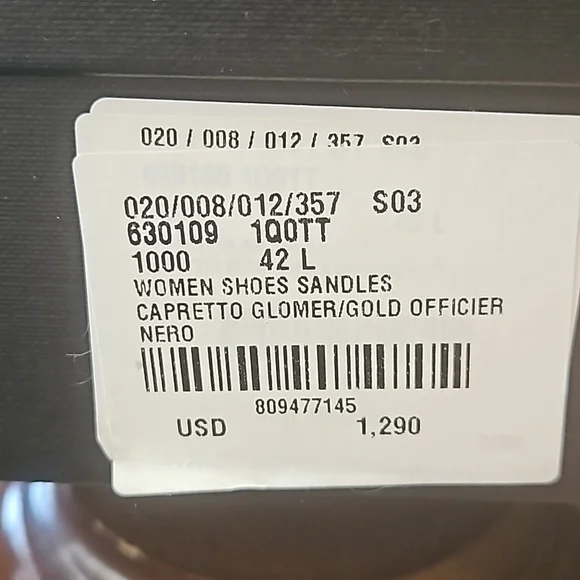 020 / 008 / 012 / 357 S03
020/008/012/357 S03
630109 1Q0TT
1000 42 L
WOMEN SHOES SANDLES
CAPRETTO GLOMER/GOLD OFFICIER
NERO
809477145
USD 1,290